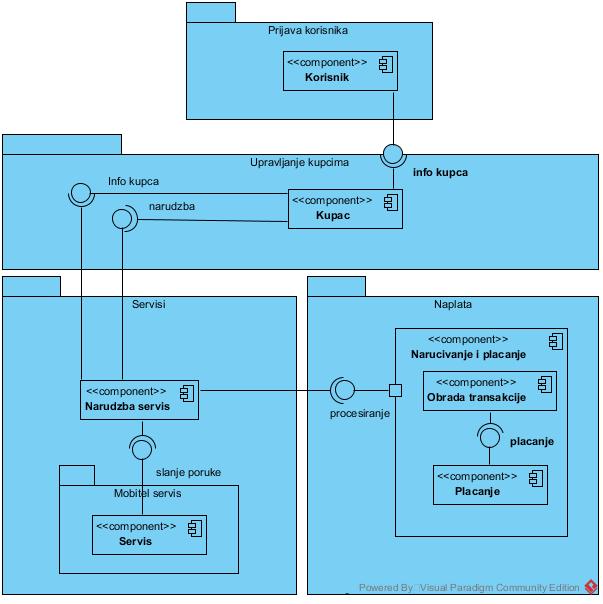 Prijava korisnika
<<component>>
Korisnik
Upravljanje kupcima
info kupca
Info kupca
narudzba
<<component>>
Kupac
Servisi
Naplata
<<component>>
Narucivanje i placanje
<<component>>
Narudzba servis
<<component>>
Obrada transakcije
procesiranje
placanje
slanje poruke
Mobitel servis
<<component>>
Placanje
<<component>>
Servis
Powered By Visual Paradigm Community Edition